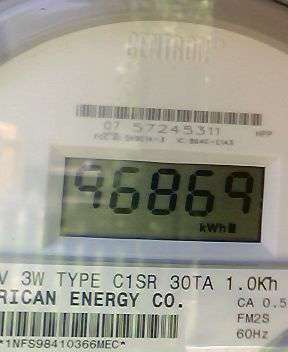 CENTRON
07 57245311
96869
kWh
V 3W TYPE C1SR 30TA 1.0Kh
RICAN ENERGY CO.
CA 0.5
FM2S
60Hz
*1NFS98410366MEC*